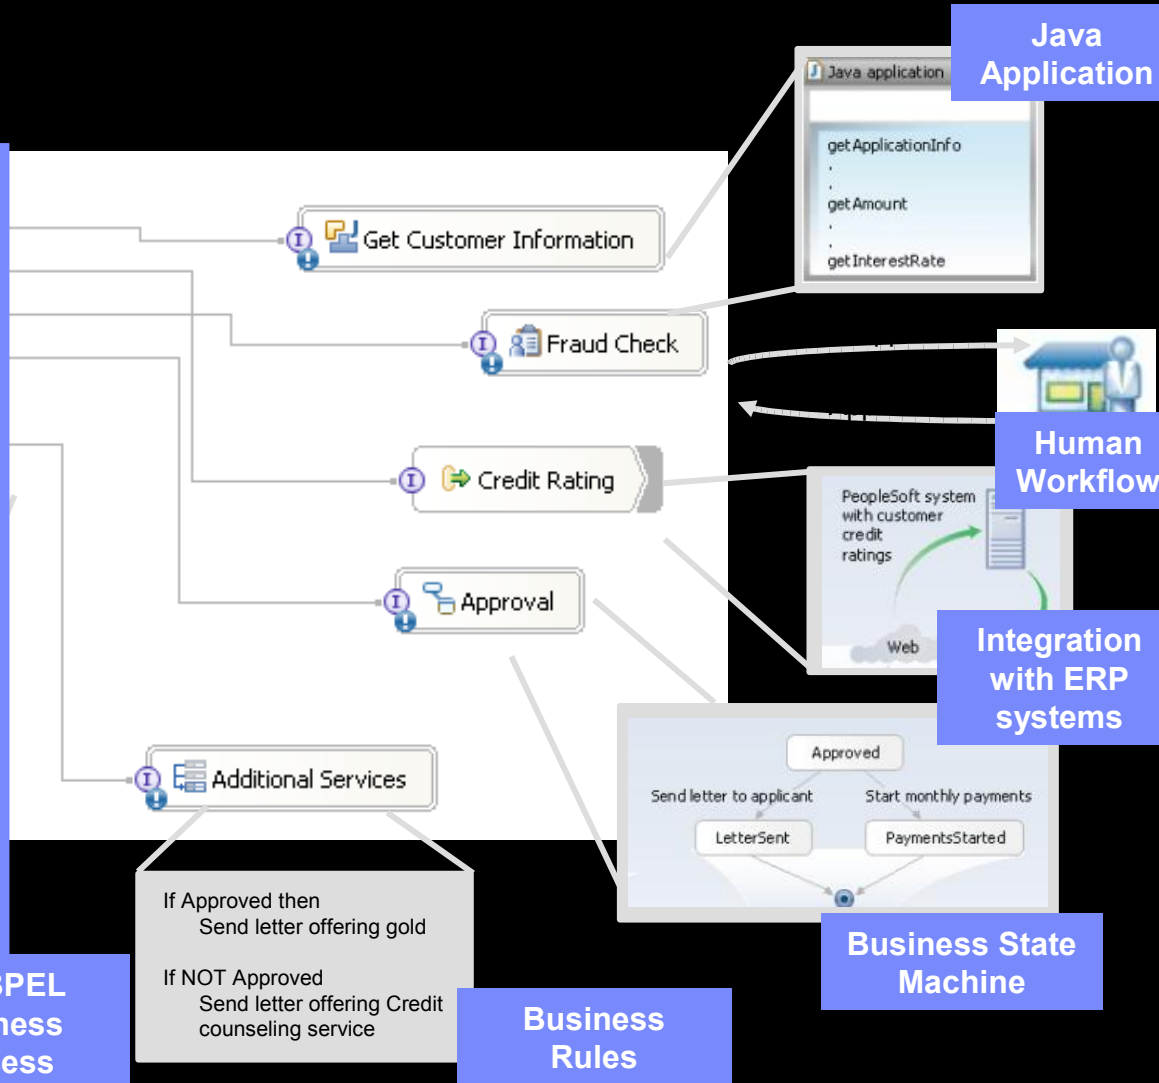 Java
Application
Java application
getApplicationInfo
.
.
getAmount
.
.
getInterestRate
Get Customer Information
Fraud Check
Human
Workflow
Credit Rating
PeopleSoft system
with customer
credit
ratings
Web
Integration
with ERP
systems
Approval
Approved
Send letter to applicant
Start monthly payments
LetterSent
PaymentsStarted
Business State
Machine
Additional Services
If Approved then
Send letter offering gold
If NOT Approved
Send letter offering Credit
counseling service
Business
Rules
BPEL
ness
ess
I
I
I
I
I